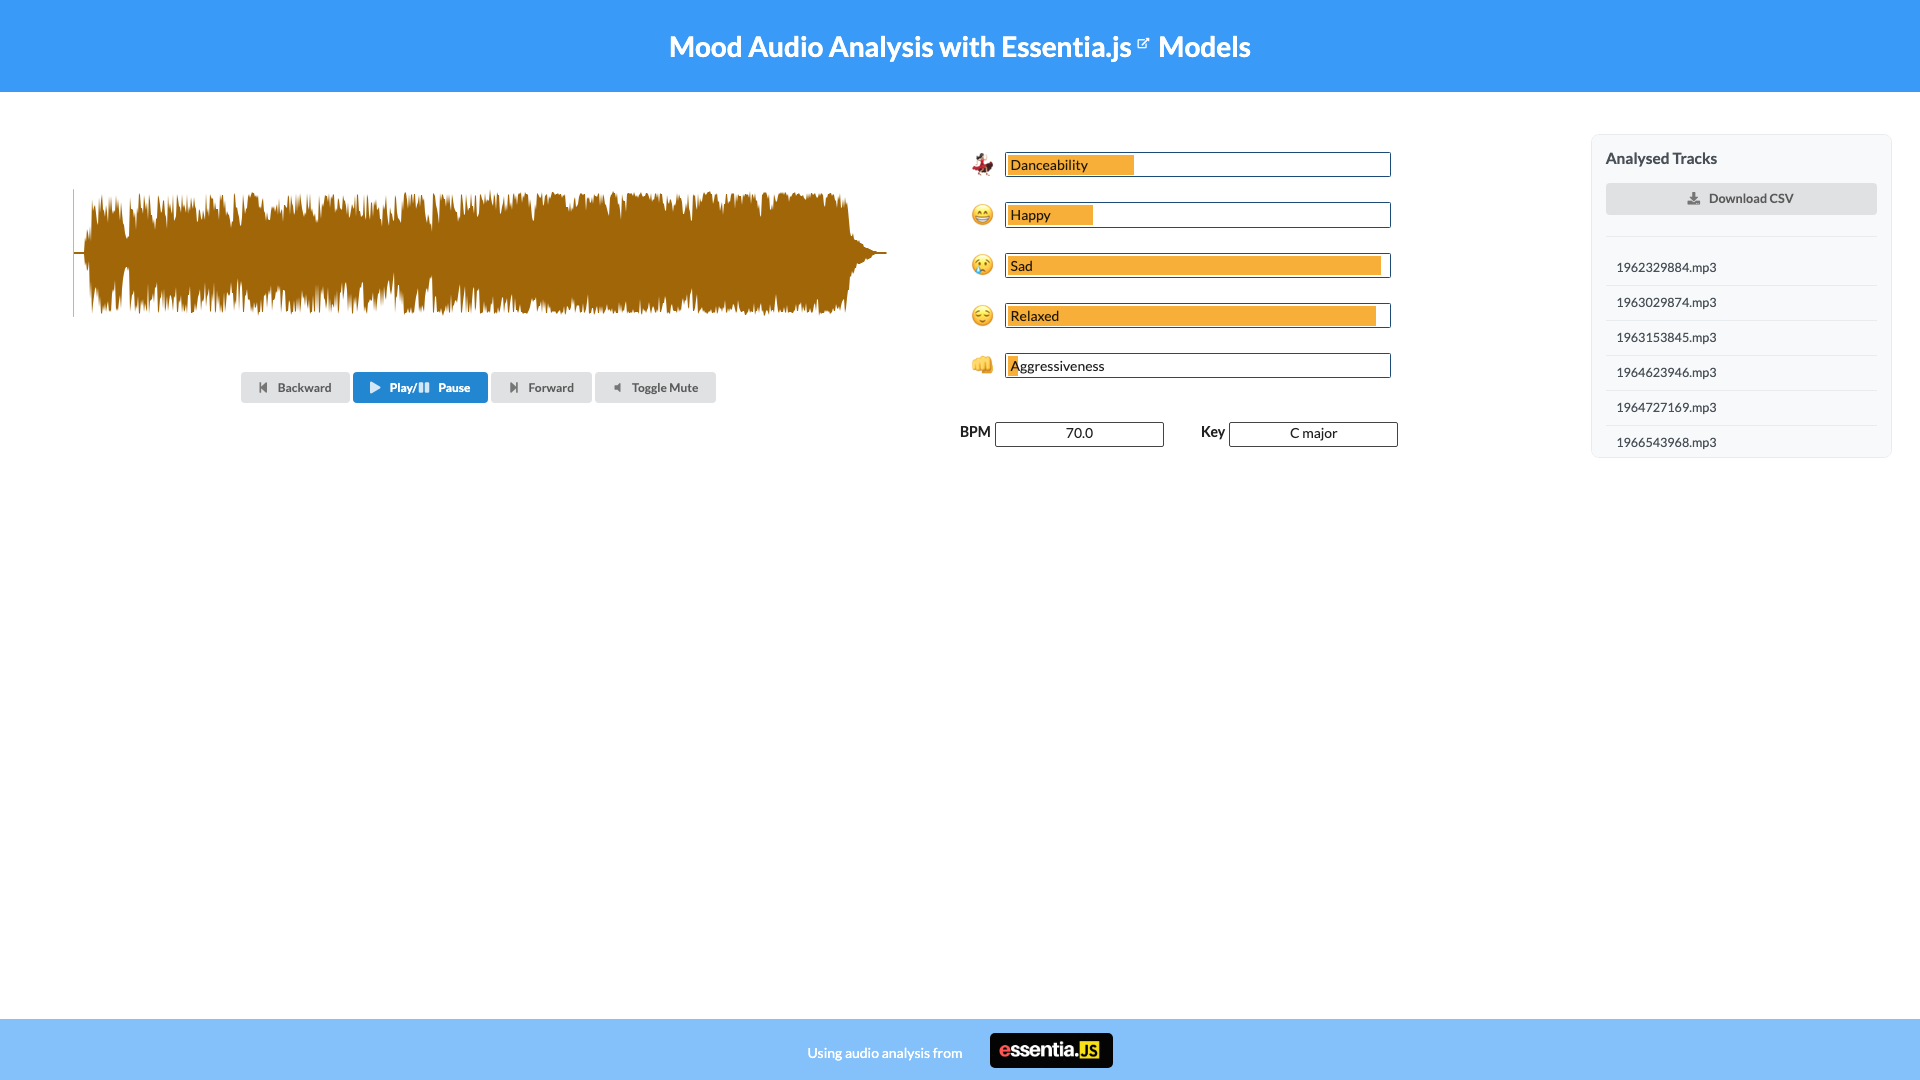 Mood Audio Analysis with Essentia.js Models
Backward
Play/ Pause
Forward
Toggle Mute
Danceability
Happy
Sad
Relaxed
Aggressiveness
BPM 70.0
Key C major
Analysed Tracks
Download CSV
1962329884.mp3
1963029874.mp3
1963153845.mp3
1964623946.mp3
1964727169.mp3
1966543968.mp3
Using audio analysis from essentia.JS